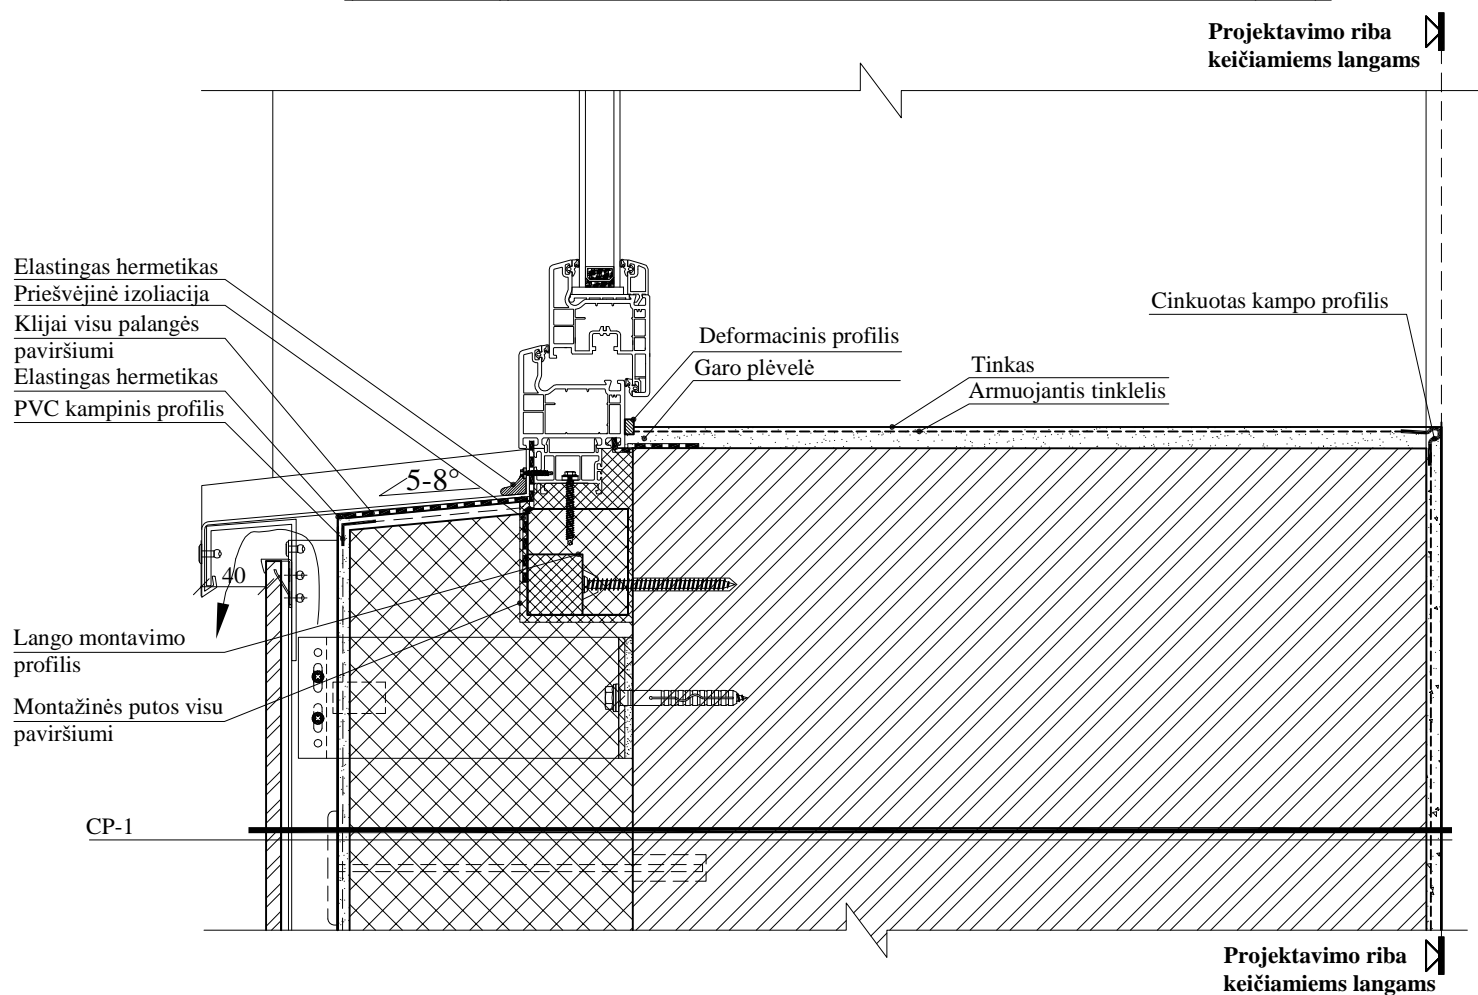 Projektavimo riba
keičiamiems langams
Elastingas hermetikas
Priešvėjinė izoliacija
Klijai visu palangės
paviršiumi
Elastingas hermetikas
PVC kampinis profilis
Cinkuotas kampo profilis
Deformacinis profilis
Garo plėvelė
Tinkas
Armuojantis tinklelis
5-8°
40
Lango montavimo
profilis
Montažinės putos visu
paviršiumi
CP-1
Projektavimo riba
keičiamiems langams